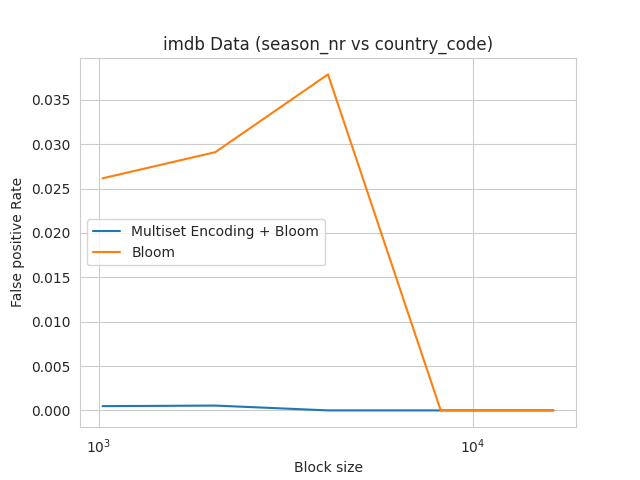 imdb Data (season_nr vs country_code)
False positive Rate
0.035
0.030
0.025
0.020
0.015
0.010
0.005
0.000
Multiset Encoding + Bloom
Bloom
10³
10⁴
Block size